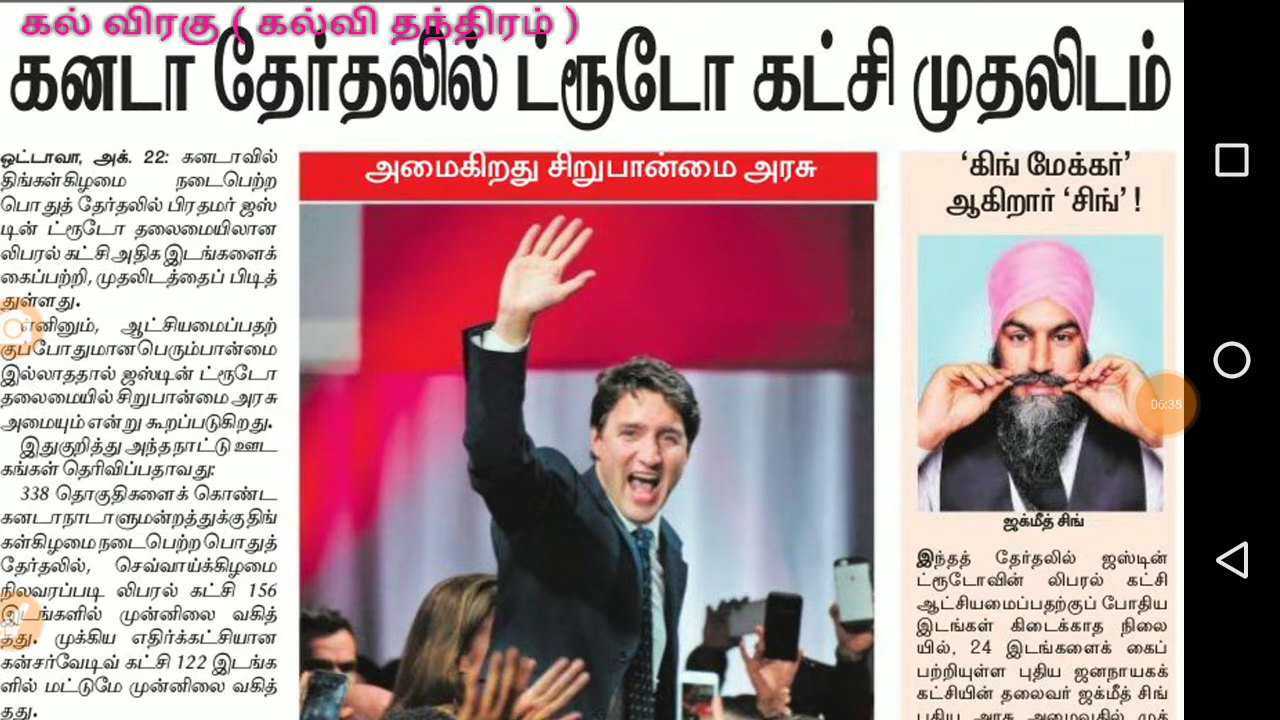 கல் விரகு ( கல்வி தந்திரம் )
கனடா தேர்தலில் ட்ரூடோ கட்சி முதலிடம்
ஒட்டாவா, அக். 22: கனடாவில்
திங்கள்கிழமை நடைபெற்ற
பொதுத் தேர்தலில் பிரதமர் ஜஸ்
டின் ட்ரூடோ தலைமையிலான
லிபரல் கட்சி அதிக இடங்களைக்
கைப்பற்றி, முதலிடத்தைப் பிடித்
துள்ளது.
எனினும், ஆட்சியமைப்பதற்
குப் போதுமான பெரும்பான்மை
இல்லாததால் ஜஸ்டின் ட்ரூடோ
தலைமையில் சிறுபான்மை அரசு
அமையும் என்று கூறப்படுகிறது.
இதுகுறித்து அந்த நாட்டு ஊட
கங்கள் தெரிவிப்பதாவது:
338 தொகுதிகளைக் கொண்ட
கனடா நாடாளுமன்றத்துக்கு திங்
கள்கிழமை நடைபெற்ற பொதுத்
தேர்தலில், செவ்வாய்க்கிழமை
நிலவரப்படி லிபரல் கட்சி 156
இடங்களில் முன்னிலை வகித்
தது. முக்கிய எதிர்க்கட்சியான
கன்சர்வேடிவ் கட்சி 122 இடங்க
ளில் மட்டுமே முன்னிலை வகித்
தது.
அமைகிறது சிறுபான்மை அரசு
‘கிங் மேக்கர்’
ஆகிறார் ‘சிங்’ !
ஜக்மீத் சிங்
இந்தத் தேர்தலில் ஜஸ்டின்
ட்ரூடோவின் லிபரல் கட்சி
ஆட்சியமைப்பதற்குப் போதிய
இடங்கள் கிடைக்காத நிலை
யில், 24 இடங்களைக் கைப்
பற்றியுள்ள புதிய ஜனநாயகக்
கட்சியின் தலைவர் ஜக்மீத் சிங்
புதிய அரசு அமைவதில் முக்
06:35